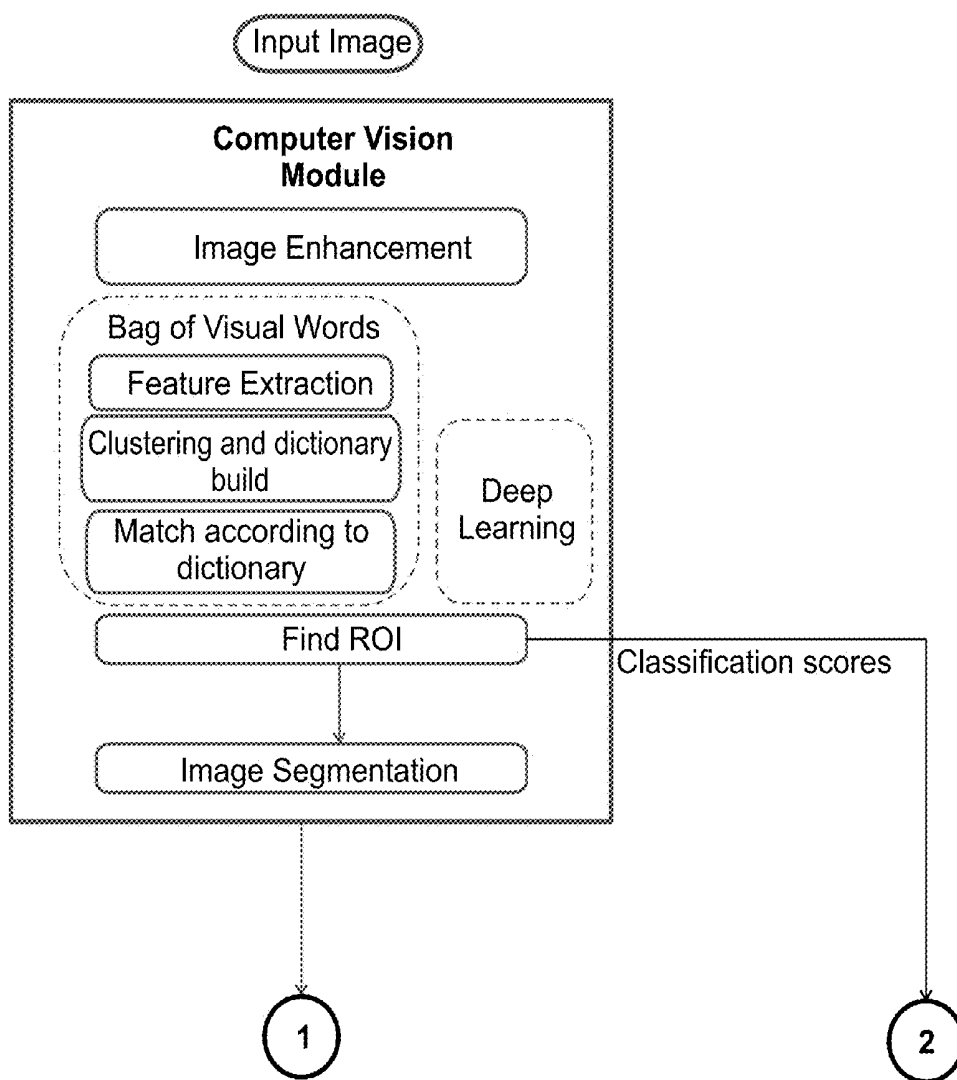 Input Image
Computer Vision
Module
Image Enhancement
Bag of Visual Words
Feature Extraction
Clustering and dictionary
build
Match according to
dictionary
Deep
Learning
Find ROI
Classification scores
Image Segmentation
1
2